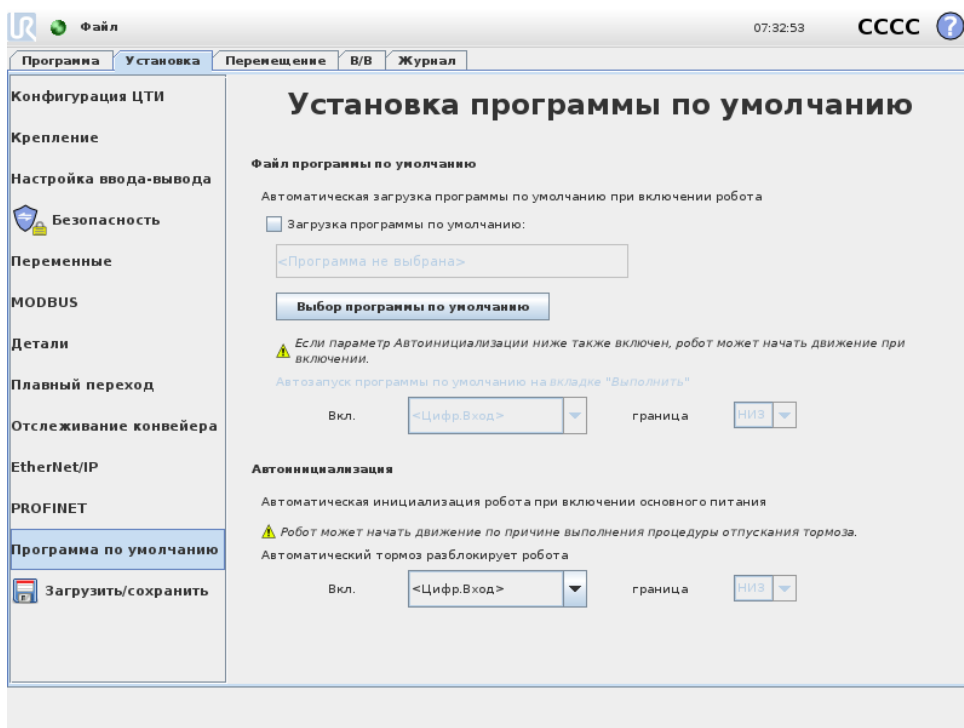 UR Файл 07:32:53 CCCC ?
Программа Установка Перемещение В/В Журнал
Конфигурация ЦТИ
Крепление
Настройка ввода-вывода
Безопасность
Переменные
MODBUS
Детали
Плавный переход
Отслеживание конвейера
EtherNet/IP
PROFINET
Программа по умолчанию
Загрузить/сохранить
Установка программы по умолчанию
Файл программы по умолчанию
Автоматическая загрузка программы по умолчанию при включении робота
Загрузка программы по умолчанию:
<Программа не выбрана>
Выбор программы по умолчанию
Если параметр Автоинициализации ниже также включен, робот может начать движение при
включении.
Автозапуск программы по умолчанию на вкладке "Выполнить"
Вкл. <Цифр.Вход> граница НИЗ
Автоинициализация
Автоматическая инициализация робота при включении основного питания
Робот может начать движение по причине выполнения процедуры отпускания тормоза.
Автоматический тормоз разблокирует робота
Вкл. <Цифр.Вход> граница НИЗ